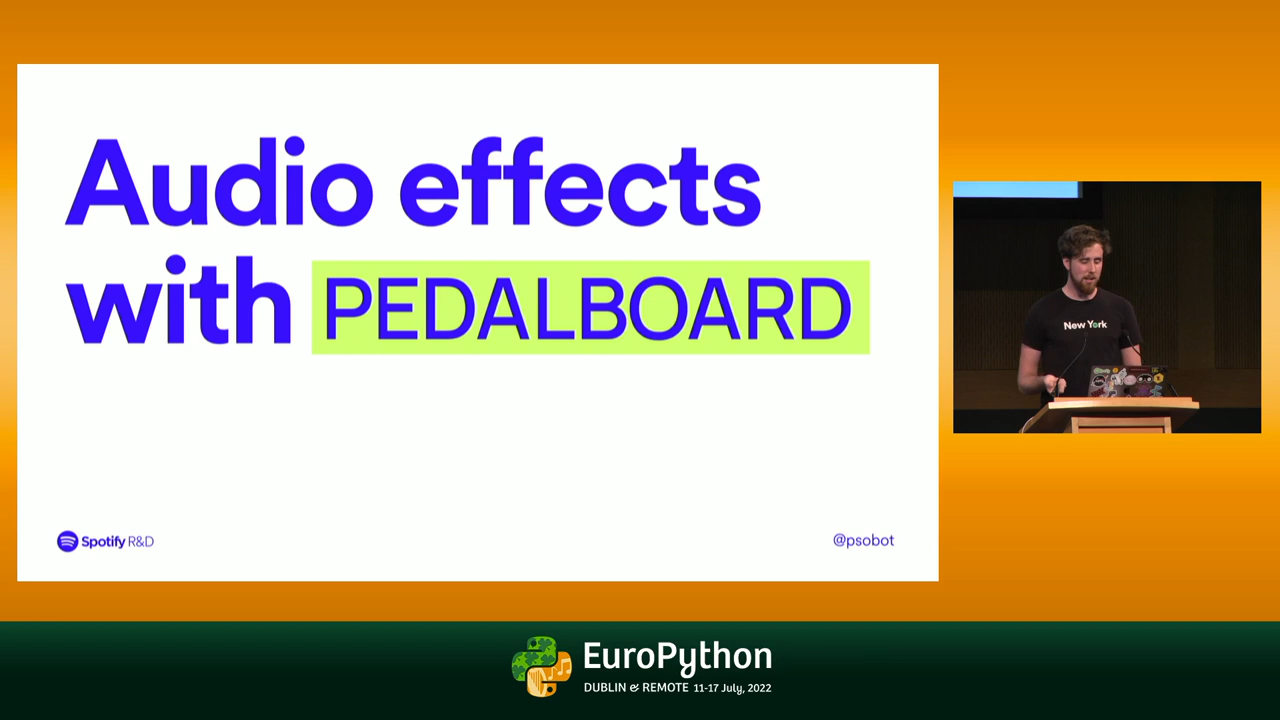 Audio effects
with PEDALBOARD
Spotify R&D
@psobot
New York
EuroPython
DUBLIN & REMOTE 11-17 July, 2022